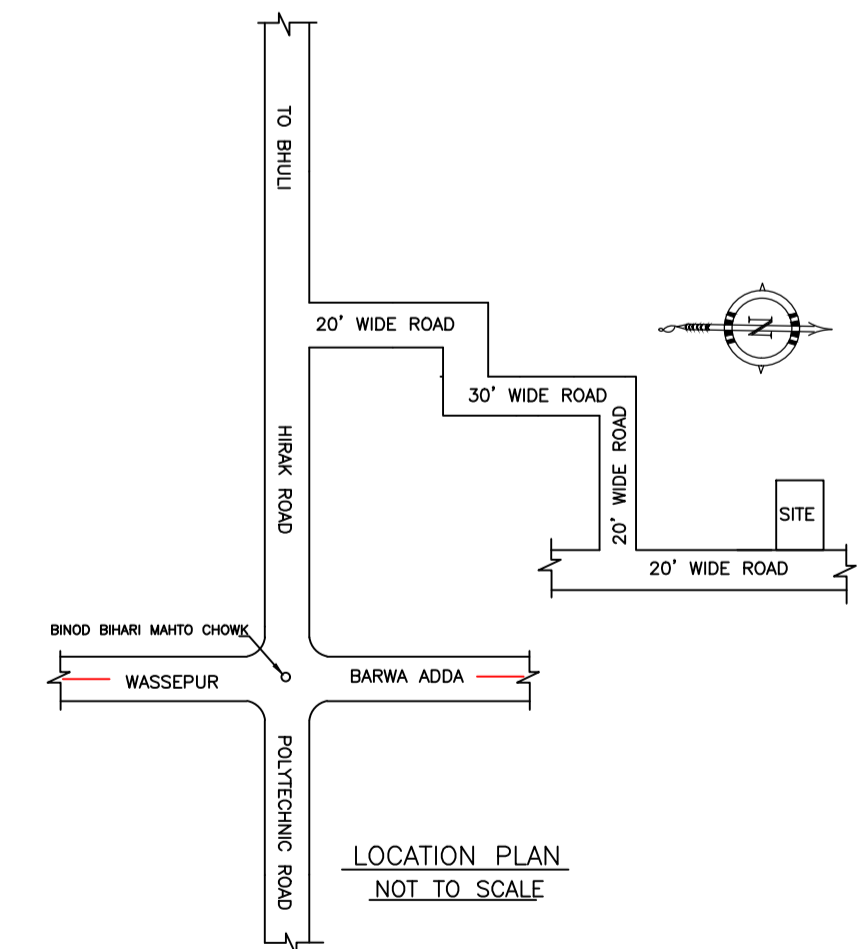 TO BHULI
20' WIDE ROAD
N
30' WIDE ROAD
20' WIDE ROAD
HIRAK ROAD
SITE
20' WIDE ROAD
BINOD BIHARI MAHTO CHOWK
WASSEPUR
BARWA ADDA
POLYTECHNIC ROAD
LOCATION PLAN
NOT TO SCALE